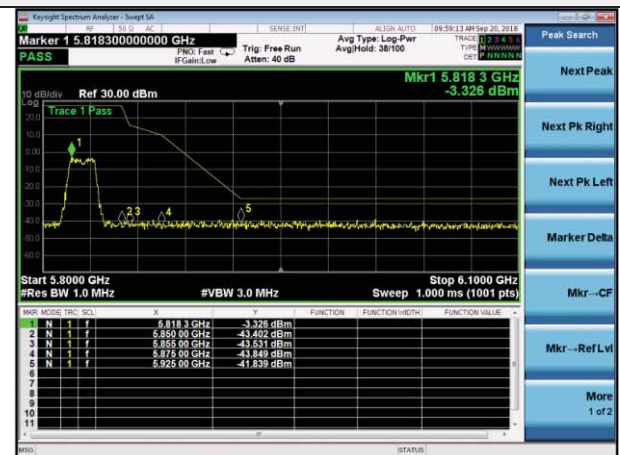 Keysight Spectrum Analyzer - Swept SA
RF 50 Ω AC SENSE:INT ALIGN AUTO 09:59:13 AM Sep 20, 2018
Marker 1 5.818300000000 GHz
PASS
PNO: Fast
IFGain:Low
Trig: Free Run
Atten: 40 dB
Avg Type: Log-Pwr
Avg|Hold: 38/100
TRACE 1 2 3 4 5 6
TYPE M W W W W W
DET P N N N N N
Peak Search
Mkr1 5.818 3 GHz
-3.326 dBm
10 dB/div Ref 30.00 dBm
Log
Trace 1 Pass
20.0
10.0
0.00
-10.0
-20.0
-30.0
-40.0
-50.0
-60.0
1
2 3
4
5
Start 5.8000 GHz Stop 6.1000 GHz
#Res BW 1.0 MHz #VBW 3.0 MHz Sweep 1.000 ms (1001 pts)
MKR MODE TRC SCL X Y FUNCTION FUNCTION WIDTH FUNCTION VALUE
1 N 1 f 5.818 3 GHz -3.326 dBm
2 N 1 f 5.850 00 GHz -43.402 dBm
3 N 1 f 5.855 00 GHz -43.531 dBm
4 N 1 f 5.875 00 GHz -43.849 dBm
5 N 1 f 5.925 00 GHz -41.839 dBm
6
7
8
9
10
11
MSG STATUS
Next Peak
Next Pk Right
Next Pk Left
Marker Delta
Mkr→CF
Mkr→Ref Lvl
More
1 of 2